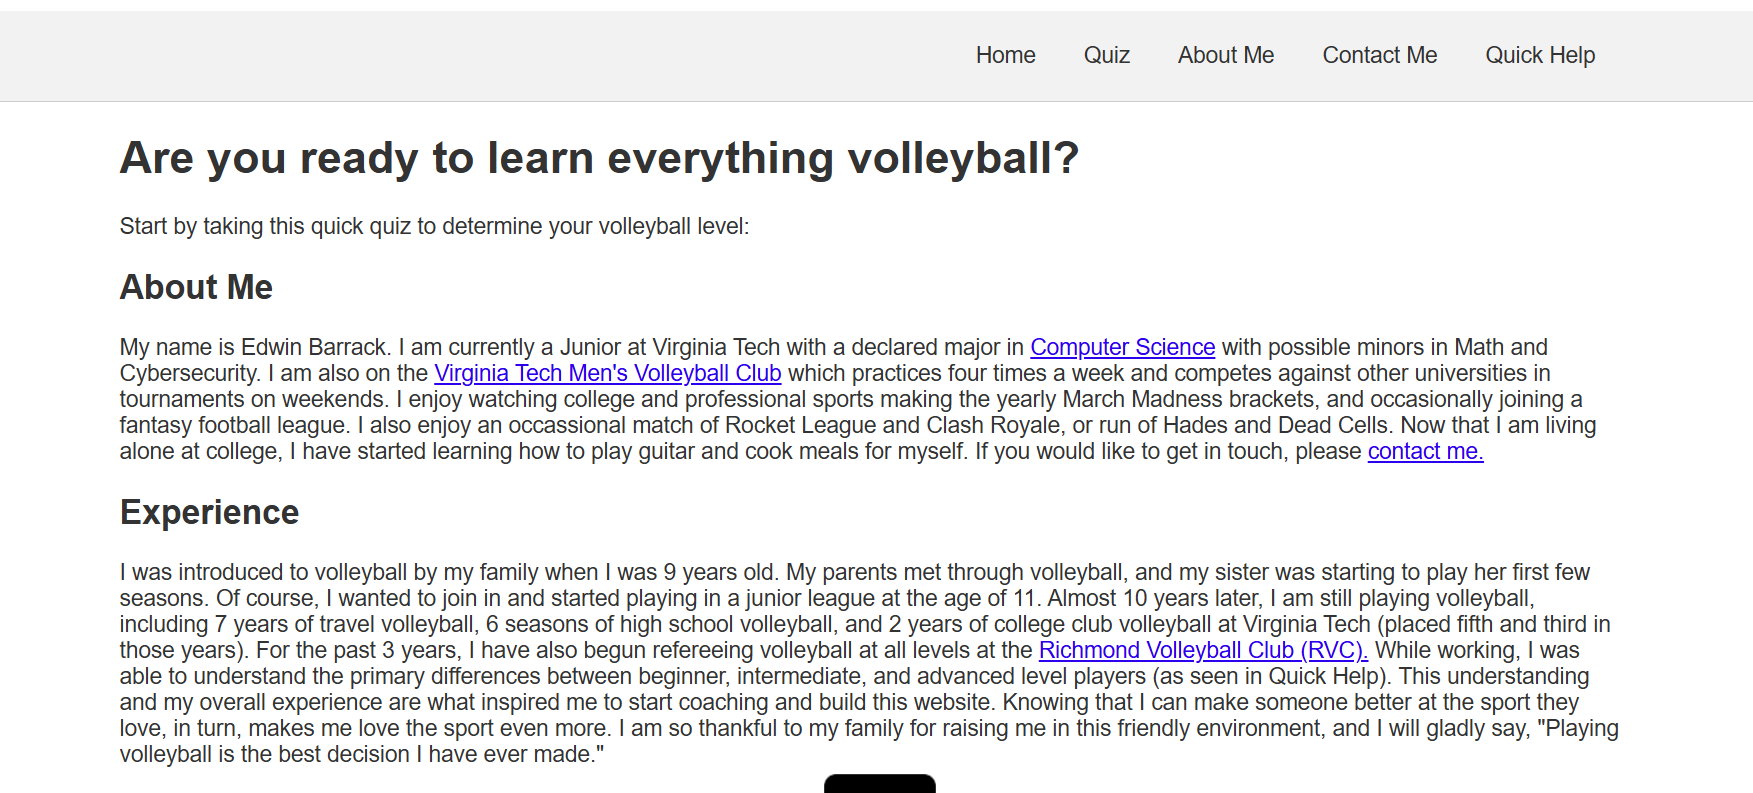 Home Quiz About Me Contact Me Quick Help
Are you ready to learn everything volleyball?
Start by taking this quick quiz to determine your volleyball level:
About Me
My name is Edwin Barrack. I am currently a Junior at Virginia Tech with a declared major in Computer Science with possible minors in Math and
Cybersecurity. I am also on the Virginia Tech Men's Volleyball Club which practices four times a week and competes against other universities in
tournaments on weekends. I enjoy watching college and professional sports making the yearly March Madness brackets, and occasionally joining a
fantasy football league. I also enjoy an occassional match of Rocket League and Clash Royale, or run of Hades and Dead Cells. Now that I am living
alone at college, I have started learning how to play guitar and cook meals for myself. If you would like to get in touch, please contact me.
Experience
I was introduced to volleyball by my family when I was 9 years old. My parents met through volleyball, and my sister was starting to play her first few
seasons. Of course, I wanted to join in and started playing in a junior league at the age of 11. Almost 10 years later, I am still playing volleyball,
including 7 years of travel volleyball, 6 seasons of high school volleyball, and 2 years of college club volleyball at Virginia Tech (placed fifth and third in
those years). For the past 3 years, I have also begun refereeing volleyball at all levels at the Richmond Volleyball Club (RVC). While working, I was
able to understand the primary differences between beginner, intermediate, and advanced level players (as seen in Quick Help). This understanding
and my overall experience are what inspired me to start coaching and build this website. Knowing that I can make someone better at the sport they
love, in turn, makes me love the sport even more. I am so thankful to my family for raising me in this friendly environment, and I will gladly say, "Playing
volleyball is the best decision I have ever made."